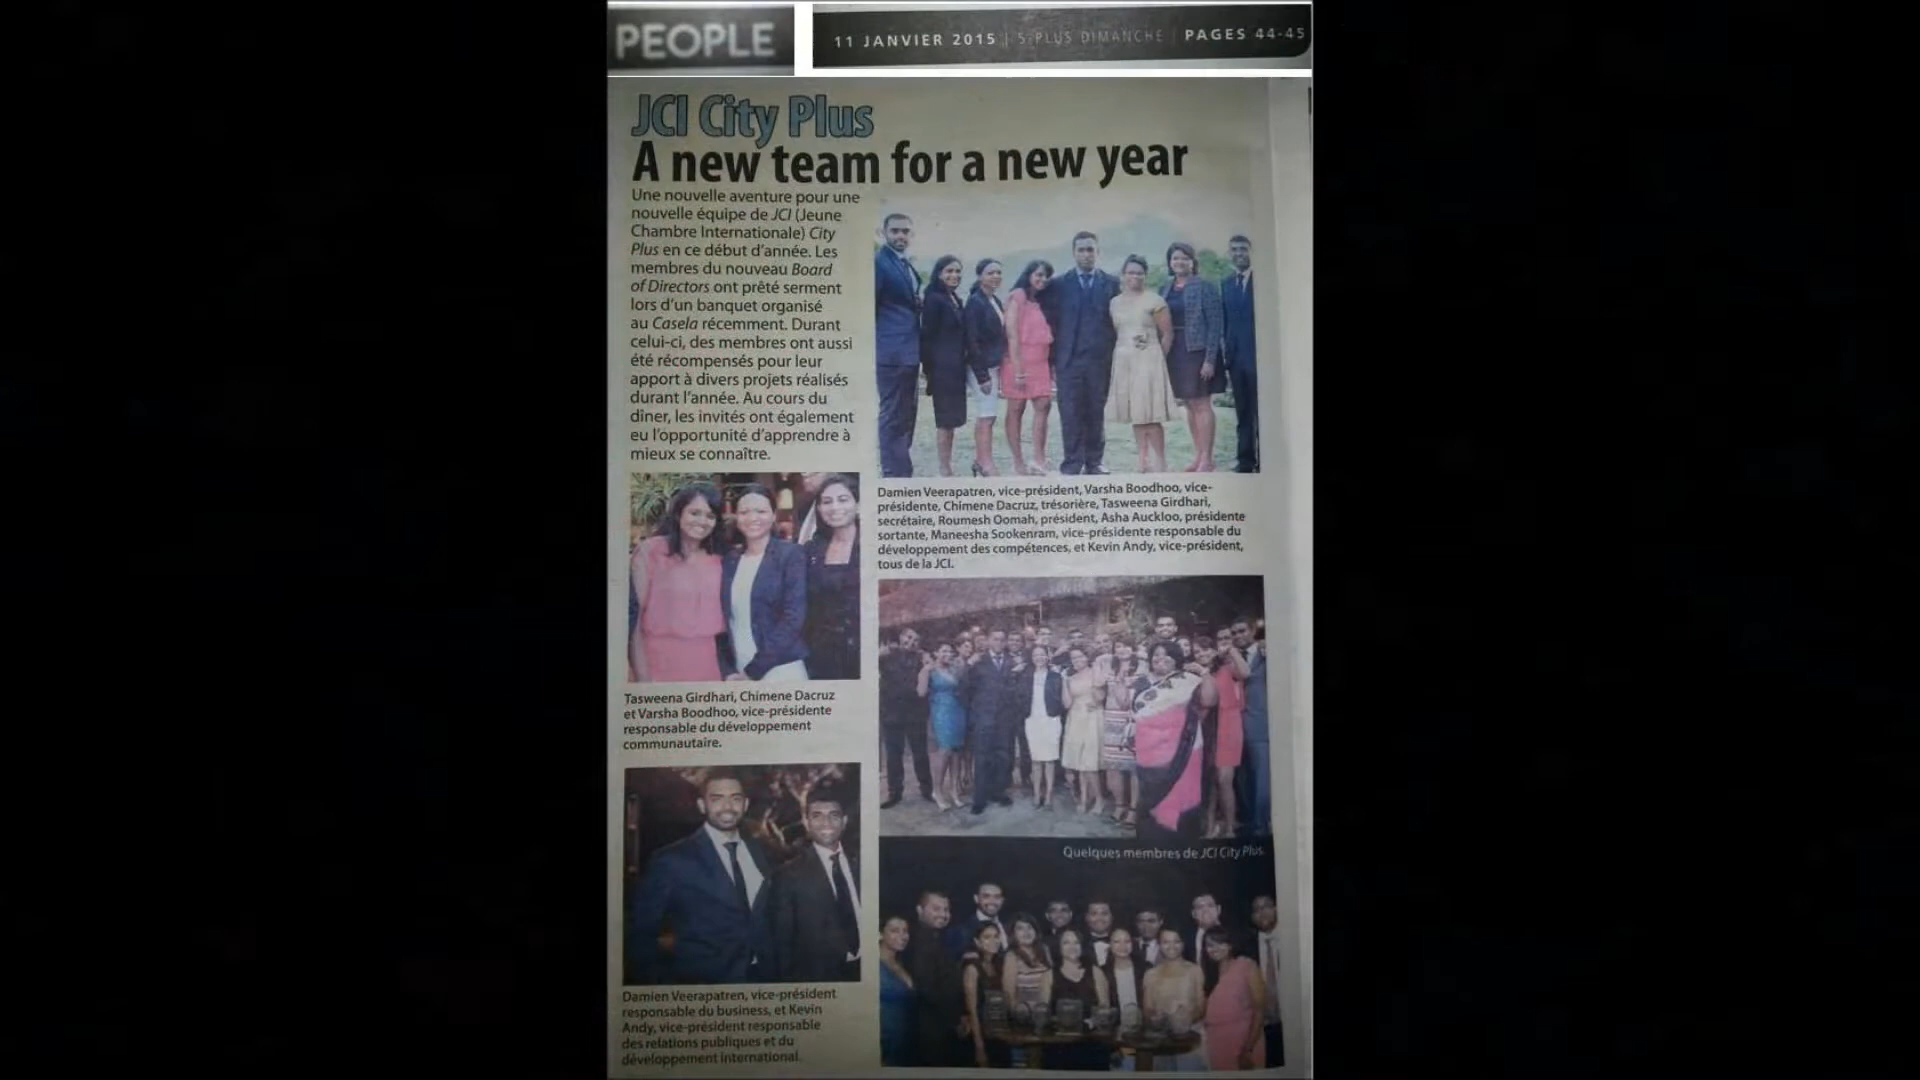 PEOPLE
11 JANVIER 2015 | 5-PLUS DIMANCHE | PAGES 44-45
JCI City Plus
A new team for a new year
Une nouvelle aventure pour une
nouvelle équipe de JCI (Jeune
Chambre Internationale) City
Plus en ce début d'année. Les
membres du nouveau Board
of Directors ont prêté serment
lors d'un banquet organisé
au Casela récemment. Durant
celui-ci, des membres ont aussi
été récompensés pour leur
apport à divers projets réalisés
durant l'année. Au cours du
dîner, les invités ont également
eu l'opportunité d'apprendre à
mieux se connaître.
Tasweena Girdhari, Chimene Dacruz
et Varsha Boodhoo, vice-présidente
responsable du développement
communautaire.
Damien Veerapatren, vice-président
responsable du business, et Kevin
Andy, vice-président responsable
des relations publiques et du
développement international.
Damien Veerapatren, vice-président, Varsha Boodhoo, vice-
présidente, Chimene Dacruz, trésorière, Tasweena Girdhari,
secrétaire, Roumesh Oomah, président, Asha Auckloo, présidente
sortante, Maneesha Sookenram, vice-présidente responsable du
développement des compétences, et Kevin Andy, vice-président,
tous de la JCI.
Quelques membres de JCI City Plus.